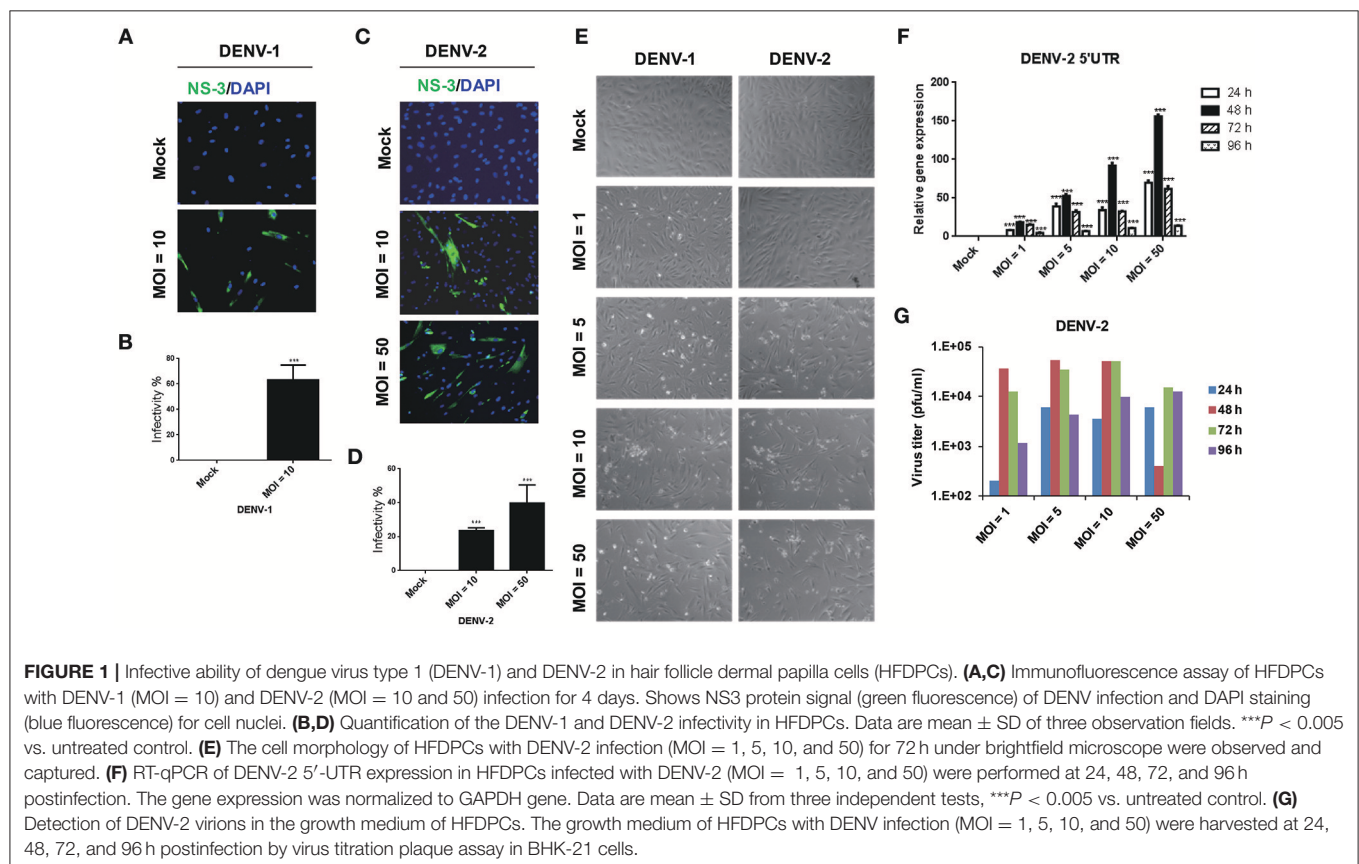 A
DENV-1
NS-3/DAPI
Mock
MOI = 10
B
Infectivity %
80
60
40
20
0
***
Mock
MOI = 10
DENV-1
C
DENV-2
NS-3/DAPI
Mock
MOI = 10
MOI = 50
D
Infectivity %
60
40
20
0
***
***
Mock
MOI = 10
MOI = 50
DENV-2
E
DENV-1
DENV-2
Mock
MOI = 1
MOI = 5
MOI = 10
MOI = 50
F
DENV-2 5'UTR
Relative gene expression
200
150
100
50
0
*** *** *** ***
*** *** *** ***
*** *** *** ***
*** *** *** ***
Mock
MOI = 1
MOI = 5
MOI = 10
MOI = 50
24 h
48 h
72 h
96 h
G
DENV-2
Virus titer (pfu/ml)
1.E+05
1.E+04
1.E+03
1.E+02
MOI = 1
MOI = 5
MOI = 10
MOI = 50
24 h
48 h
72 h
96 h
FIGURE 1 | Infective ability of dengue virus type 1 (DENV-1) and DENV-2 in hair follicle dermal papilla cells (HFDPCs). (A,C) Immunofluorescence assay of HFDPCs
with DENV-1 (MOI = 10) and DENV-2 (MOI = 10 and 50) infection for 4 days. Shows NS3 protein signal (green fluorescence) of DENV infection and DAPI staining
(blue fluorescence) for cell nuclei. (B,D) Quantification of the DENV-1 and DENV-2 infectivity in HFDPCs. Data are mean ± SD of three observation fields. ***P < 0.005
vs. untreated control. (E) The cell morphology of HFDPCs with DENV-2 infection (MOI = 1, 5, 10, and 50) for 72 h under brightfield microscope were observed and
captured. (F) RT-qPCR of DENV-2 5′-UTR expression in HFDPCs infected with DENV-2 (MOI = 1, 5, 10, and 50) were performed at 24, 48, 72, and 96 h
postinfection. The gene expression was normalized to GAPDH gene. Data are mean ± SD from three independent tests, ***P < 0.005 vs. untreated control. (G)
Detection of DENV-2 virions in the growth medium of HFDPCs. The growth medium of HFDPCs with DENV infection (MOI = 1, 5, 10, and 50) were harvested at 24,
48, 72, and 96 h postinfection by virus titration plaque assay in BHK-21 cells.